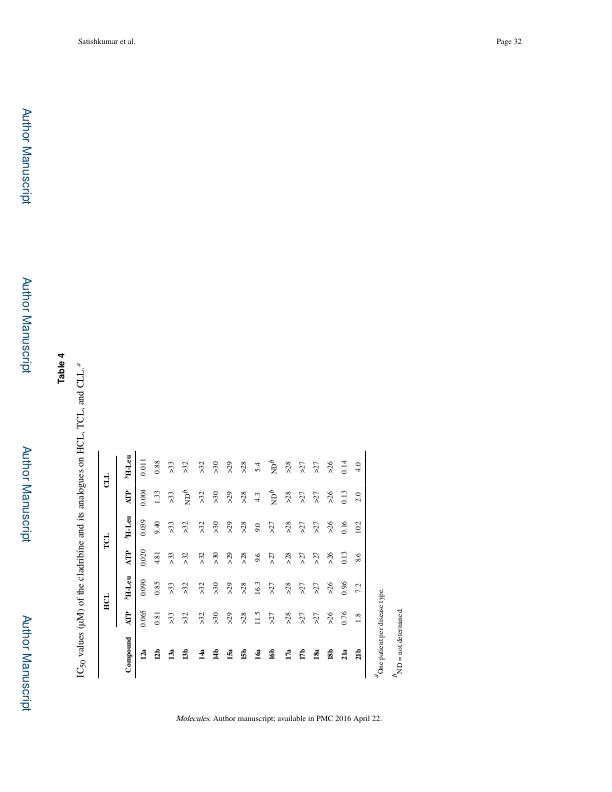 Satishkumar et al.
Page 32
Author Manuscript
Author Manuscript
Author Manuscript
Author Manuscript
Table 4
IC50 values (μM) of the cladribine and its analogues on HCL, TCL, and CLL.a
HCL TCL CLL
Compound ATP 3H-Leu ATP 3H-Leu ATP 3H-Leu
12a 0.065 0.090 0.020 0.089 0.004 0.011
12b 0.81 0.85 4.81 9.40 1.33 0.88
13a >33 >33 >33 >33 >33 >33
13b >32 >32 >32 >32 NDb >32
14a >32 >32 >32 >32 >32 >32
14b >30 >30 >30 >30 >30 >30
15a >29 >29 >29 >29 >29 >29
15b >28 >28 >28 >28 >28 >28
16a 11.5 16.3 9.6 9.0 4.3 5.4
16b >27 >27 >27 >27 NDb NDb
17a >28 >28 >28 >28 >28 >28
17b >27 >27 >27 >27 >27 >27
18a >27 >27 >27 >27 >27 >27
18b >26 >26 >26 >26 >26 >26
21a 0.76 0.96 0.13 0.16 0.13 0.14
21b 1.8 7.2 8.6 10.2 2.0 4.0
aOne patient per disease type.
bND = not determined.
Molecules. Author manuscript; available in PMC 2016 April 22.